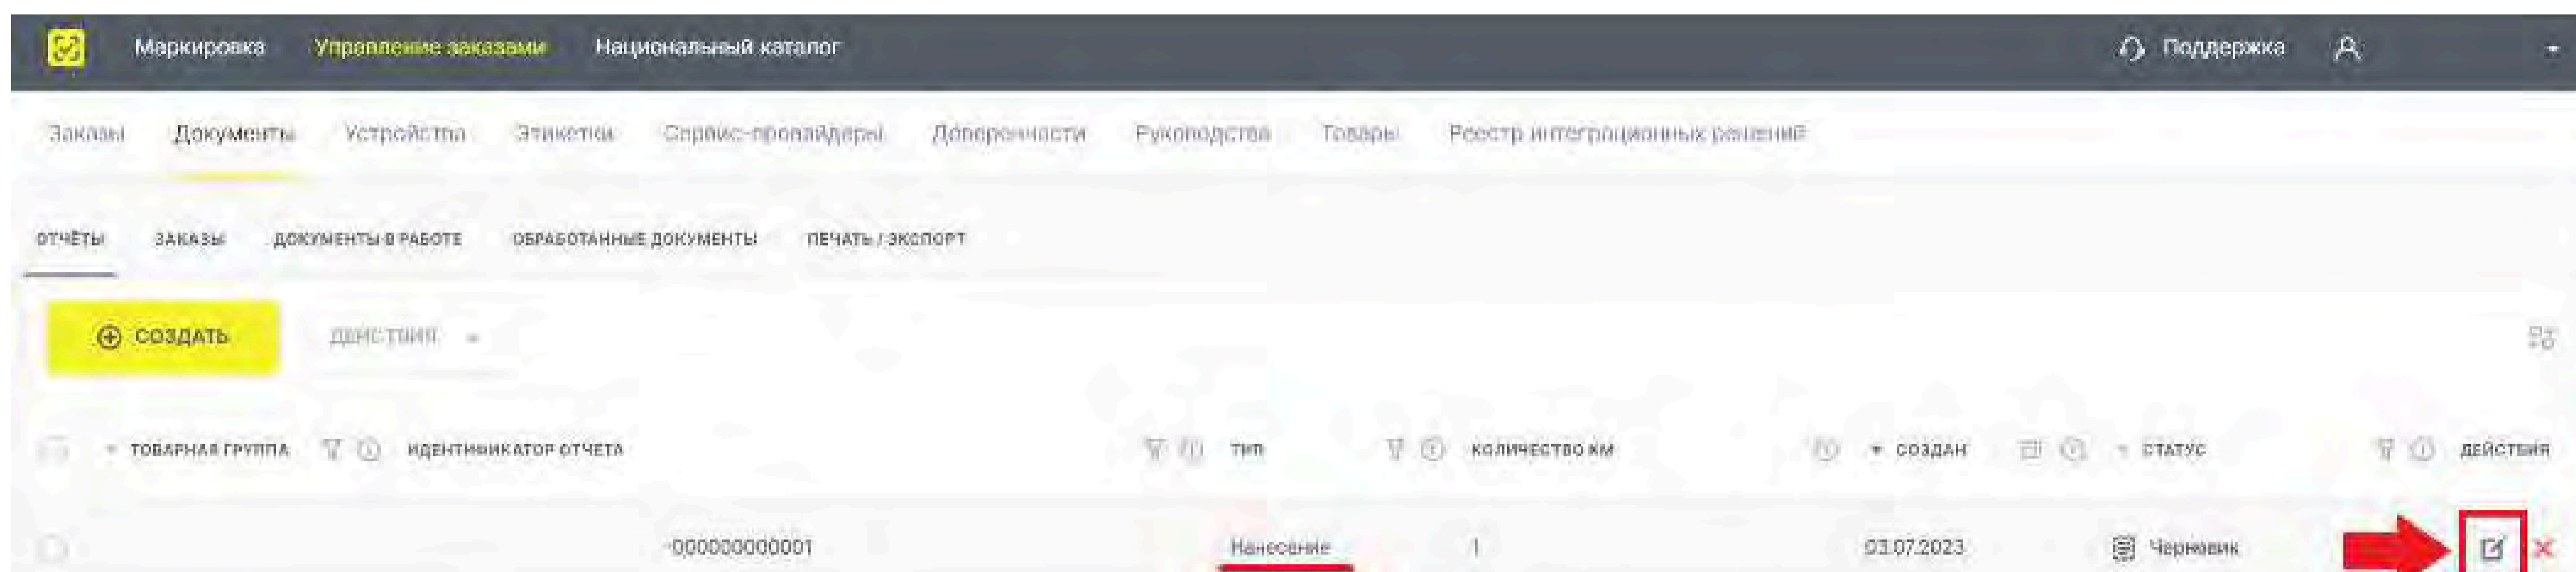 Маркировка Управление заказами Национальный каталог Поддержка
Заказы Документы Устройства Этикетки Сервис-провайдеры Доверенности Руководства Товары Реестр интеграционных решений
ОТЧЁТЫ ЗАКАЗЫ ДОКУМЕНТЫ В РАБОТЕ ОБРАБОТАННЫЕ ДОКУМЕНТЫ ПЕЧАТЬ / ЭКСПОРТ
СОЗДАТЬ ДЕЙСТВИЯ
ТОВАРНАЯ ГРУППА ИДЕНТИФИКАТОР ОТЧЕТА ТИП КОЛИЧЕСТВО КМ СОЗДАН СТАТУС ДЕЙСТВИЯ
-000000000001 Нанесение 1 03.07.2023 Черновик